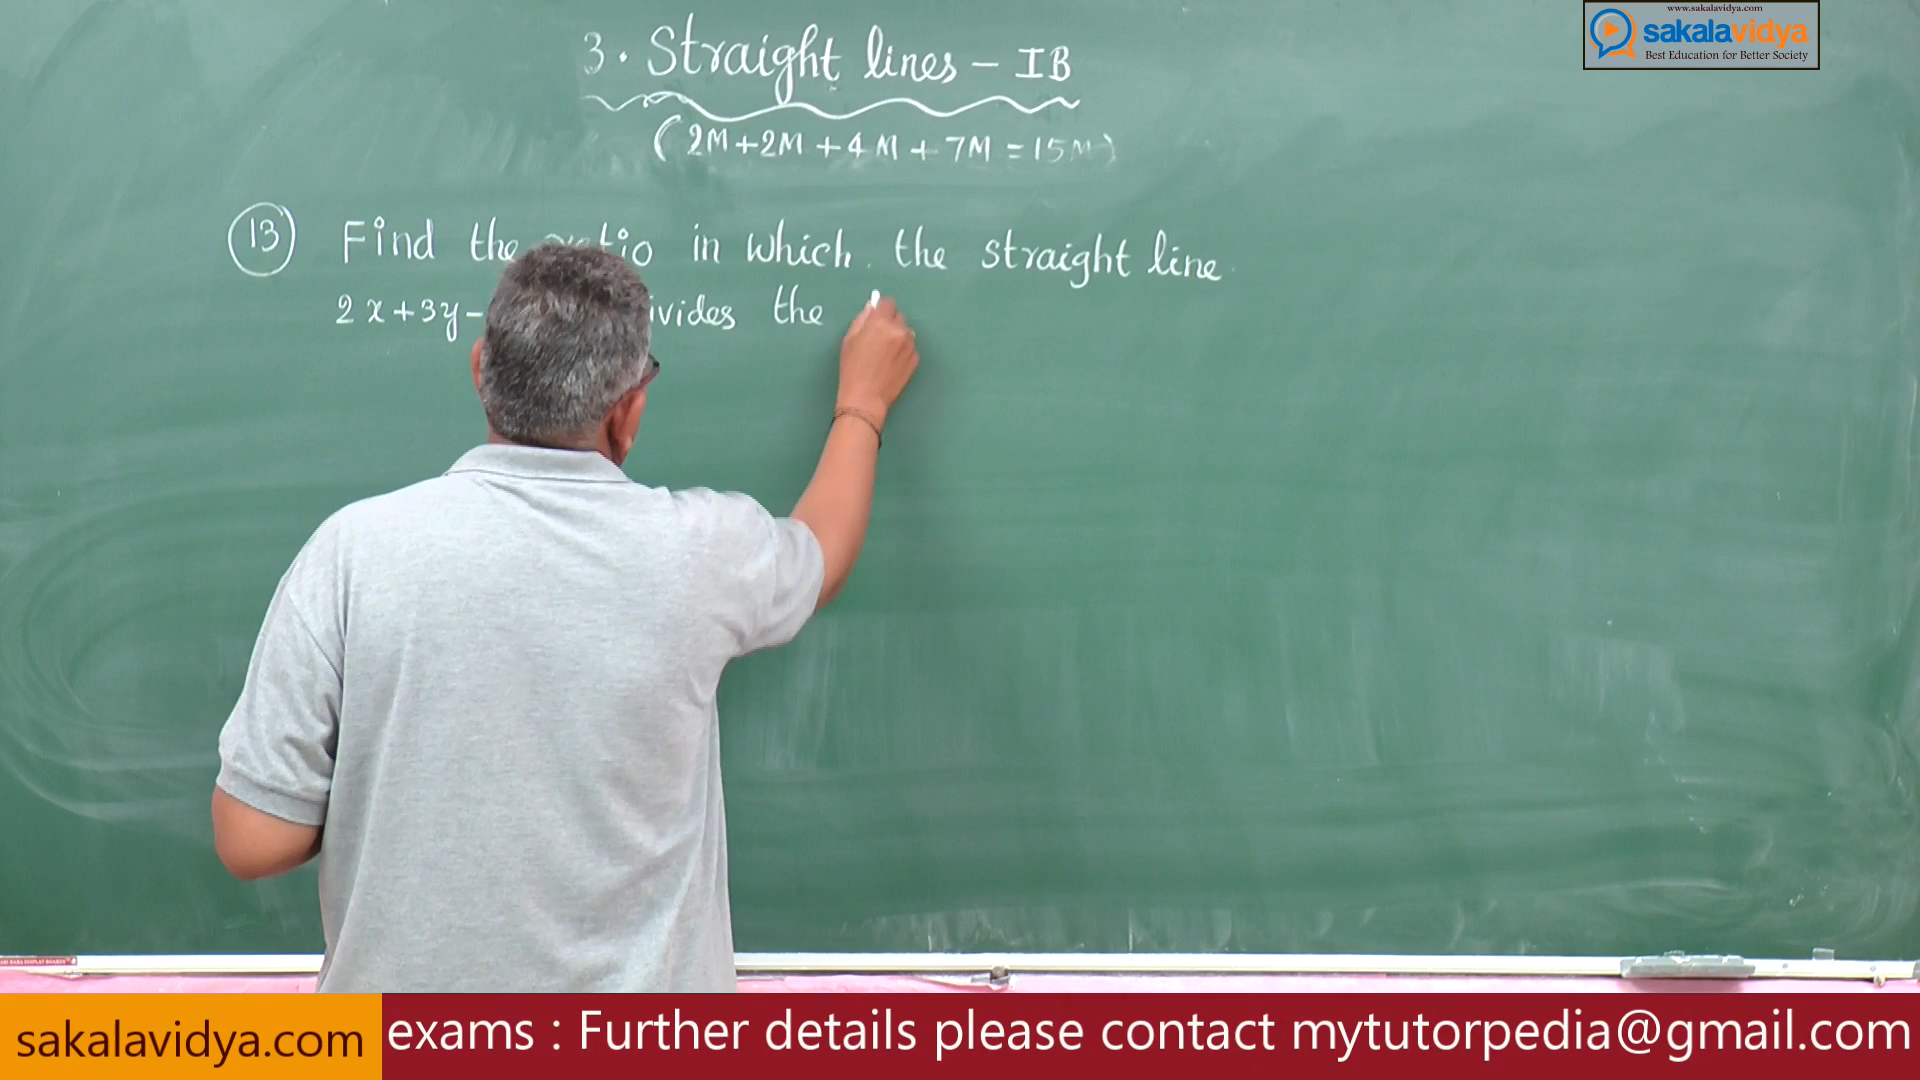 www.sakalavidya.com
sakalavidya
Best Education for Better Society
3. Straight lines - IB
(2M+2M+4M+7M=15M)
13 Find the ratio in which the straight line
2x+3y- ivides the
sakalavidya.com
exams : Further details please contact mytutorpedia@gmail.com